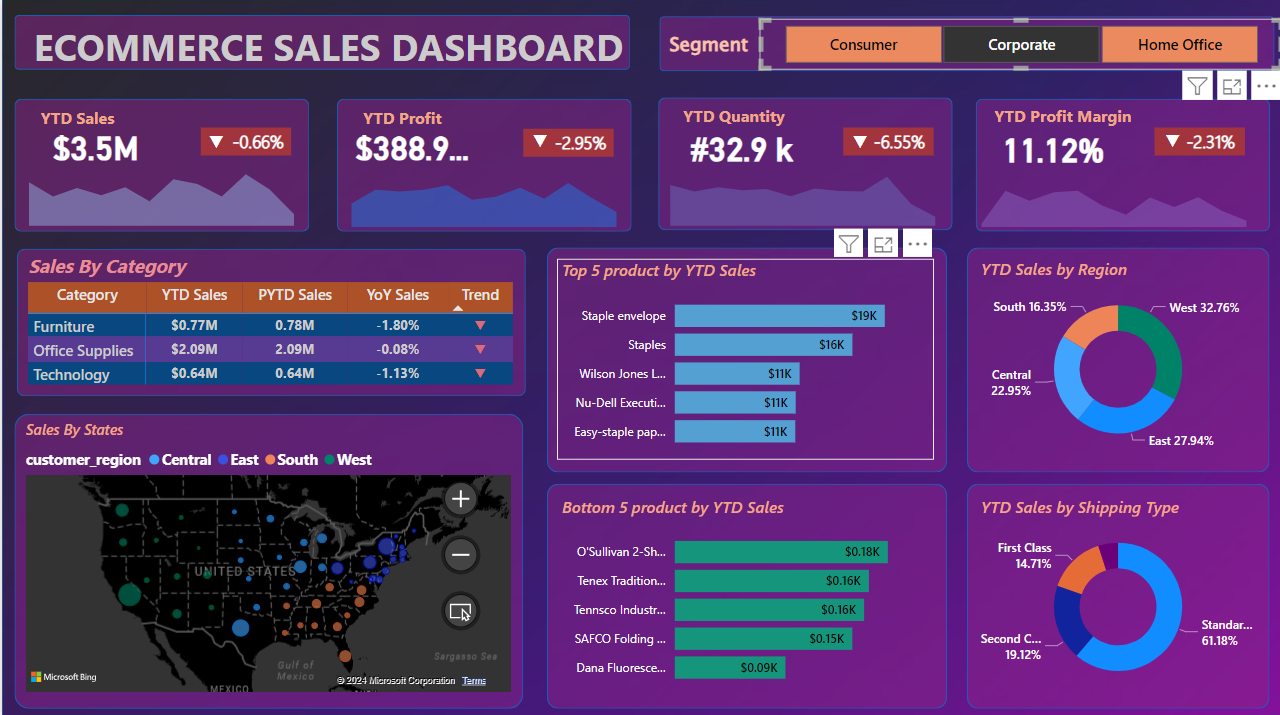 ECOMMERCE SALES DASHBOARD
Segment
Consumer
Corporate
Home Office
YTD Sales
$3.5M
▼ -0.66%
YTD Profit
$388.9...
▼ -2.95%
YTD Quantity
#32.9 k
▼ -6.55%
YTD Profit Margin
11.12%
▼ -2.31%
Sales By Category
Category YTD Sales PYTD Sales YoY Sales Trend
Furniture $0.77M 0.78M -1.80% ▼
Office Supplies $2.09M 2.09M -0.08% ▼
Technology $0.64M 0.64M -1.13% ▼
Top 5 product by YTD Sales
Staple envelope $19K
Staples $16K
Wilson Jones L... $11K
Nu-Dell Executi... $11K
Easy-staple pap... $11K
YTD Sales by Region
South 16.35%
West 32.76%
Central
22.95%
East 27.94%
Sales By States
customer_region Central East South West
UNITED STATES
Gulf of
Mexico
Sargasso Sea
MEXICO
Microsoft Bing
© 2024 Microsoft Corporation Terms
Bottom 5 product by YTD Sales
O'Sullivan 2-Sh... $0.18K
Tenex Tradition... $0.16K
Tennsco Industr... $0.16K
SAFCO Folding ... $0.15K
Dana Fluoresce... $0.09K
YTD Sales by Shipping Type
First Class
14.71%
Second C...
19.12%
Standar...
61.18%